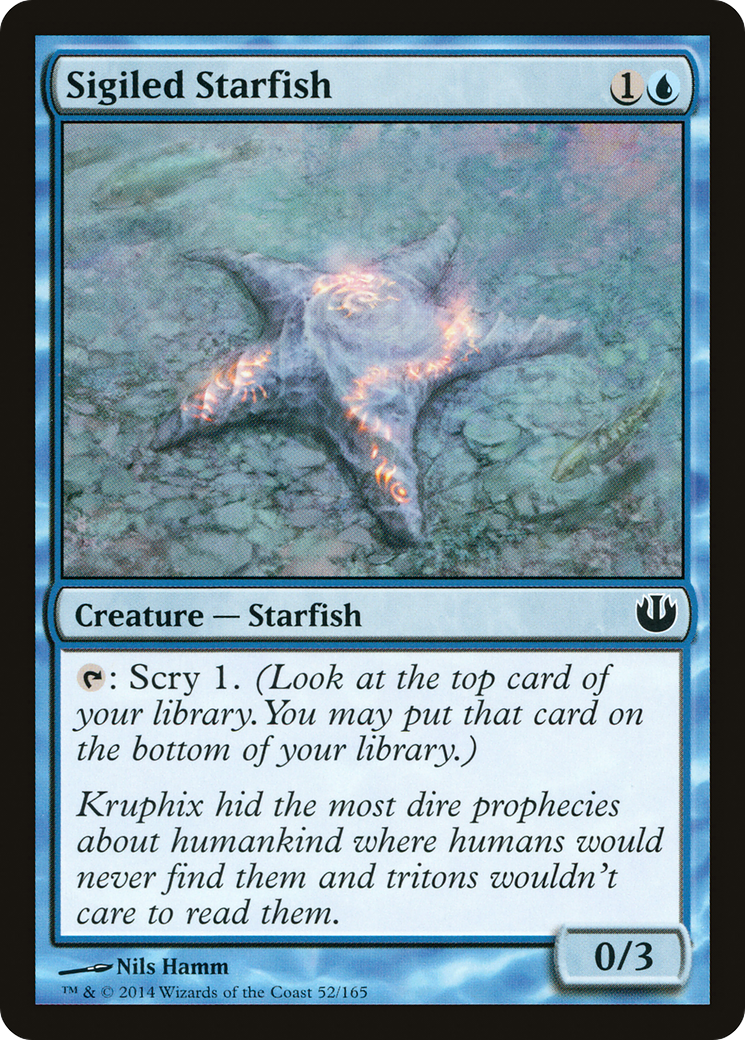 Sigiled Starfish 1
Creature — Starfish
: Scry 1. (Look at the top card of
your library. You may put that card on
the bottom of your library.)
Kruphix hid the most dire prophecies
about humankind where humans would
never find them and tritons wouldn't
care to read them.
0/3
Nils Hamm
™ & © 2014 Wizards of the Coast 52/165